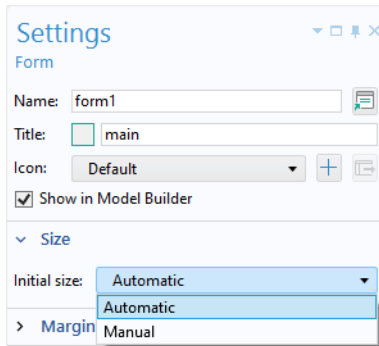 Settings
Form
Name: form1
Title: main
Icon: Default
Show in Model Builder
Size
Initial size: Automatic
Automatic
Margin
Manual